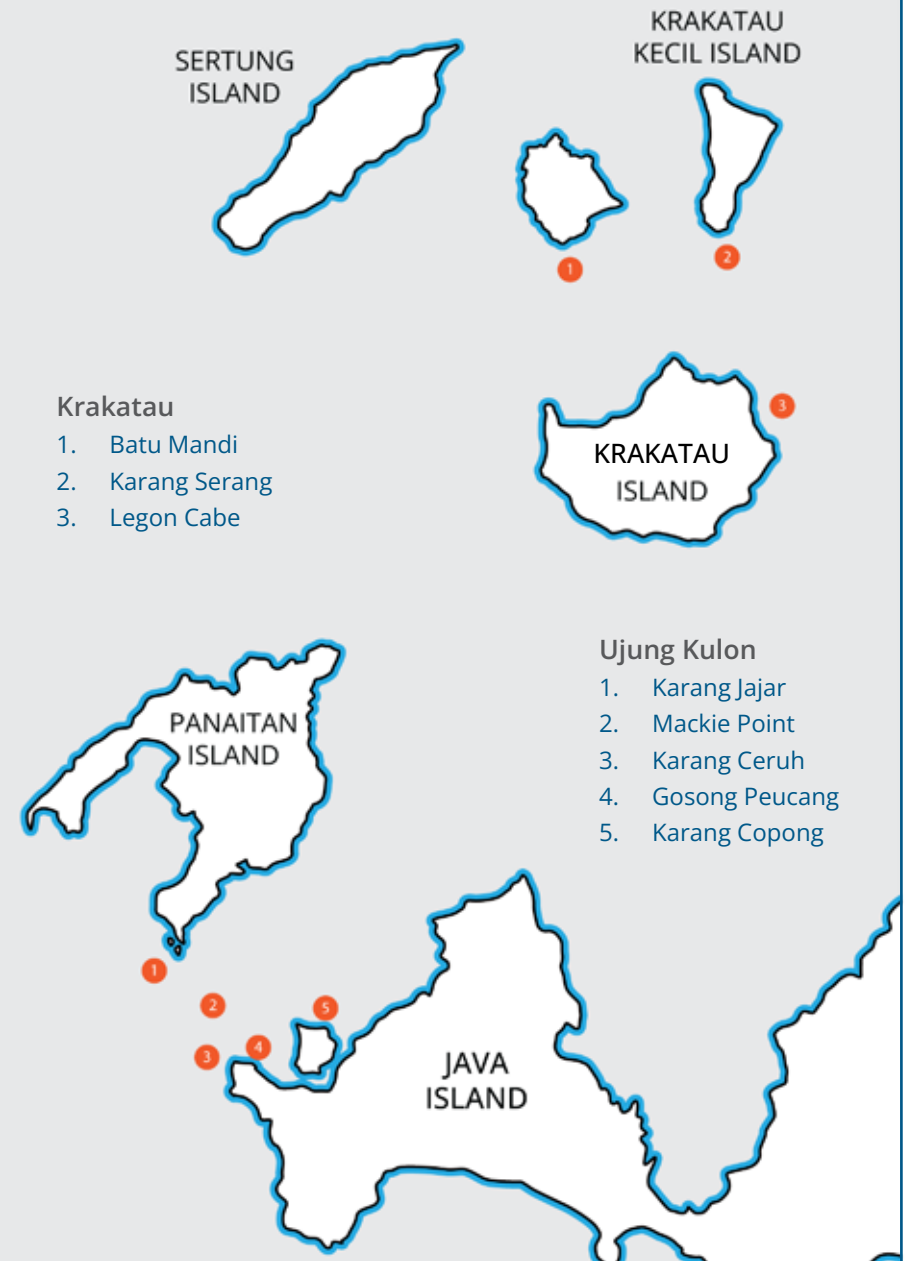 KRAKATAU
KECIL ISLAND
SERTUNG
ISLAND
1
2
3
Krakatau
1. Batu Mandi
2. Karang Serang
3. Legon Cabe
KRAKATAU
ISLAND
Ujung Kulon
1. Karang Jajar
2. Mackie Point
3. Karang Ceruh
4. Gosong Peucang
5. Karang Copong
PANAITAN
ISLAND
1
2
5
4
3
JAVA
ISLAND